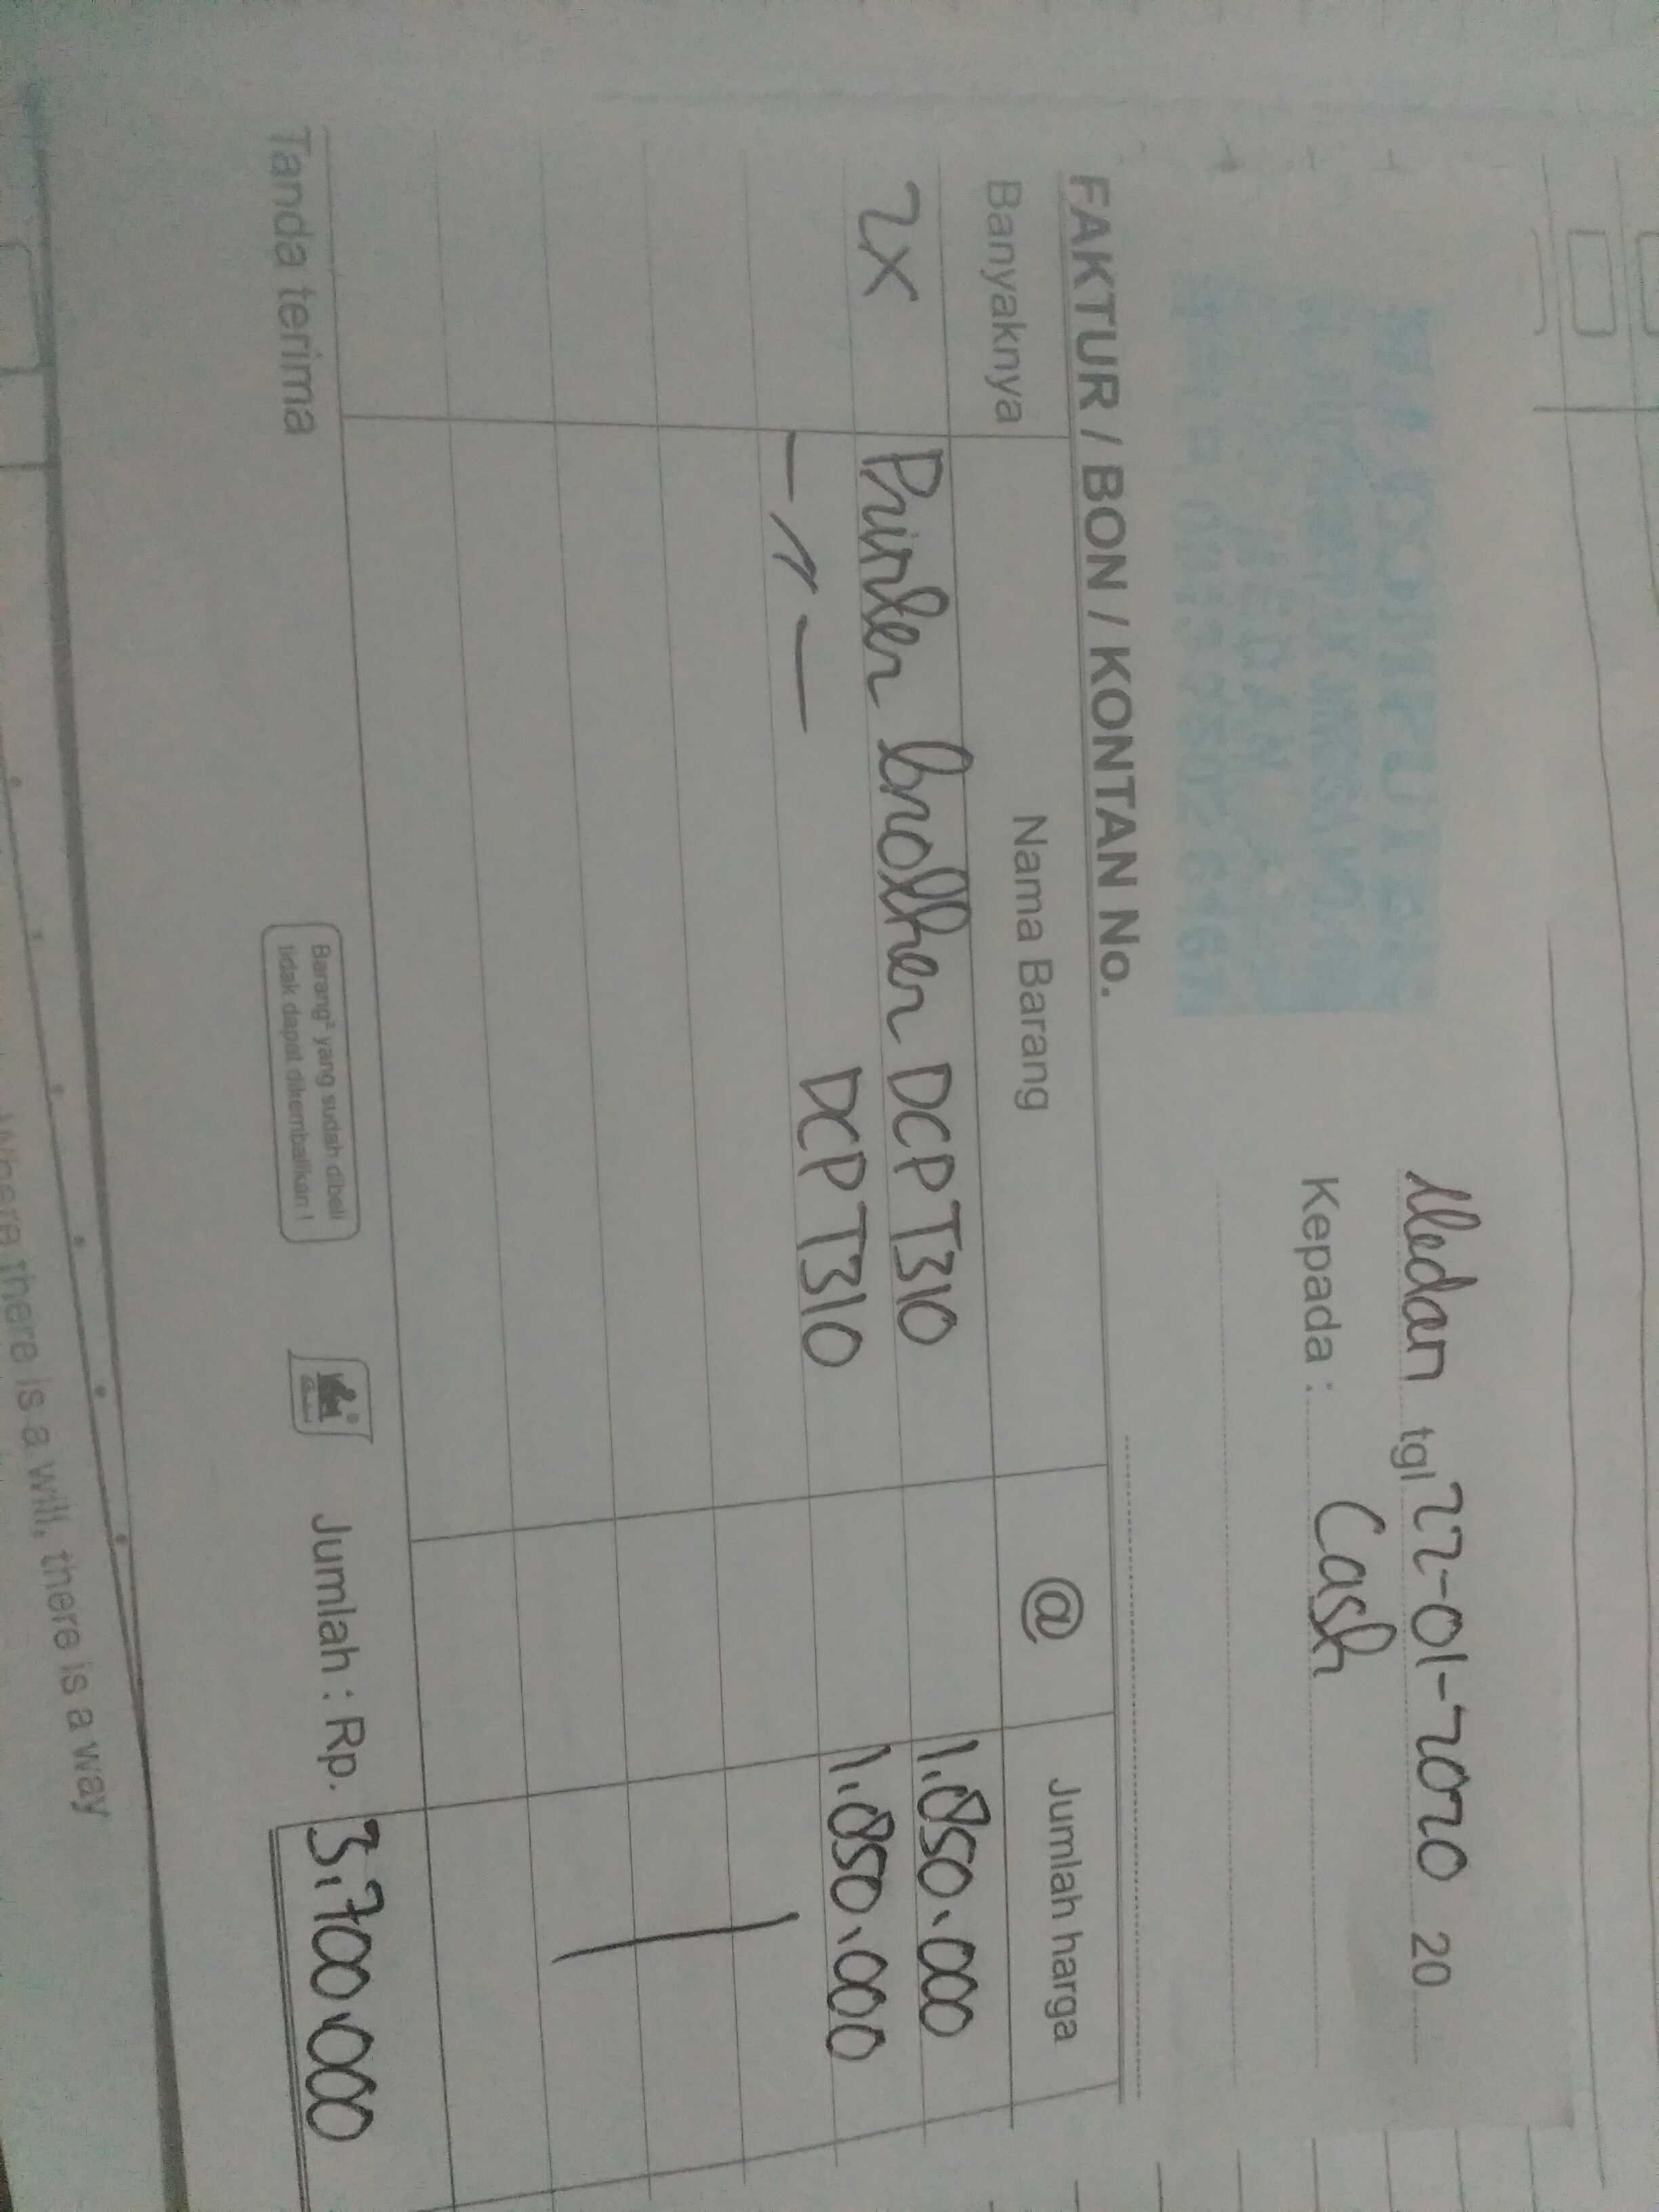 Medan tgl 22-01-2020 20
Kepada : Cash
MEDAN
FAKTUR / BON / KONTAN No.
Banyaknya Nama Barang @ Jumlah harga
2x Printer brother DCP T310 1.850.000
- 〃 - DCP T310 1.850.000
Tanda terima
Barang² yang sudah dibeli
tidak dapat dikembalikan !
Jumlah : Rp. 3.700.000
Where there is a will, there is a way